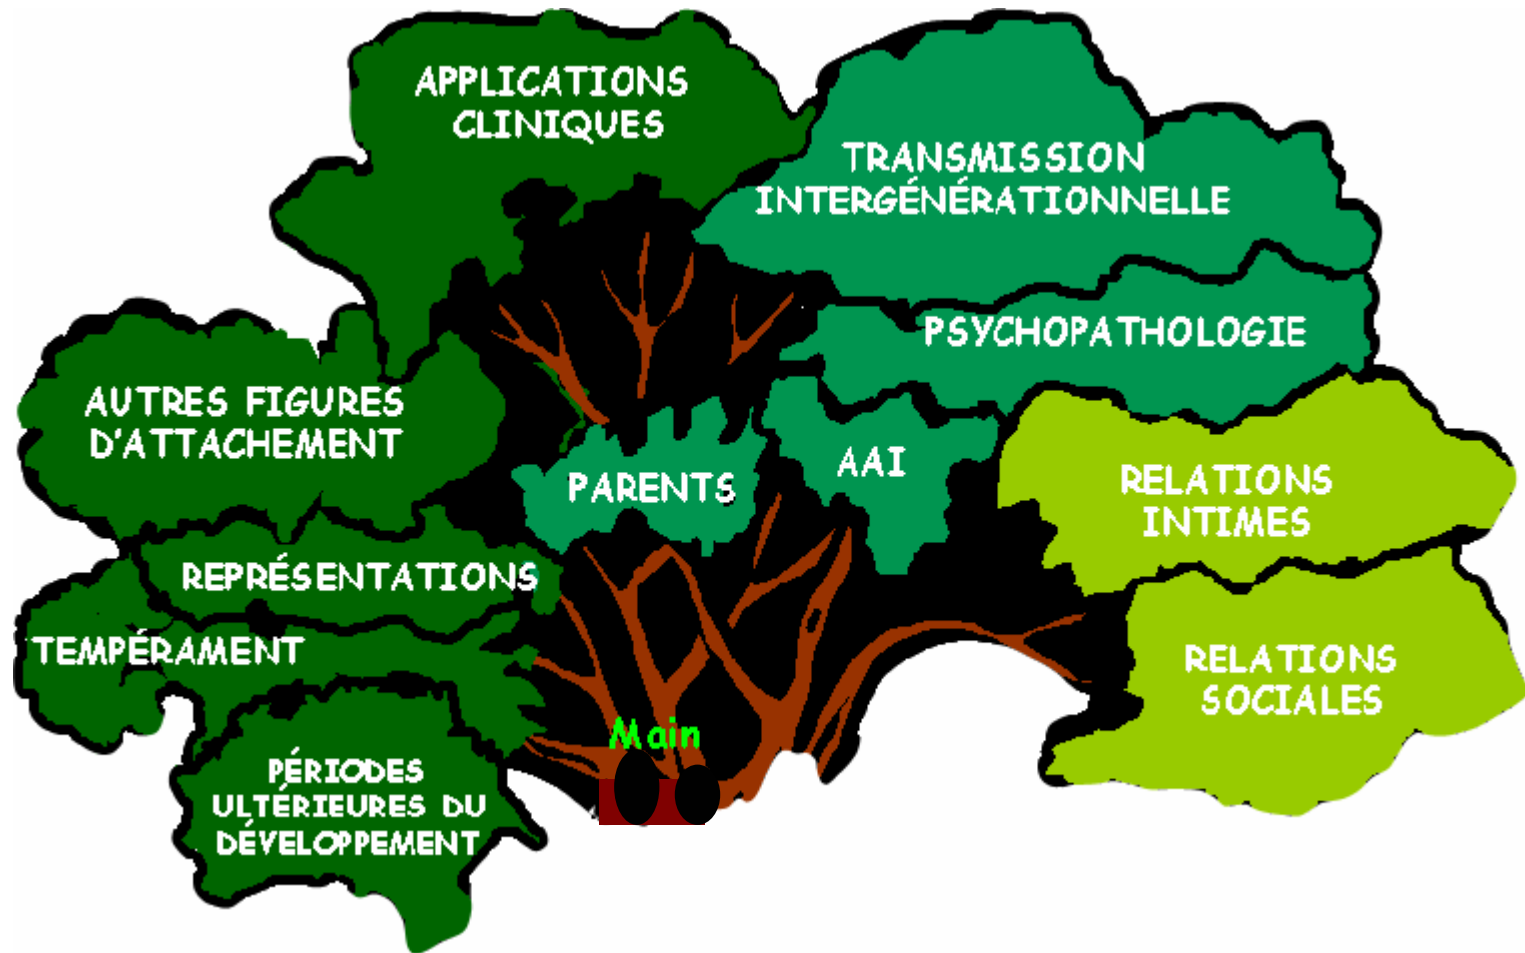 APPLICATIONS
CLINIQUES
TRANSMISSION
INTERGÉNÉRATIONNELLE
PSYCHOPATHOLOGIE
AUTRES FIGURES
D'ATTACHEMENT
PARENTS
AAI
RELATIONS
INTIMES
REPRÉSENTATIONS
TEMPÉRAMENT
RELATIONS
SOCIALES
Main
PÉRIODES
ULTÉRIEURES DU
DÉVELOPPEMENT